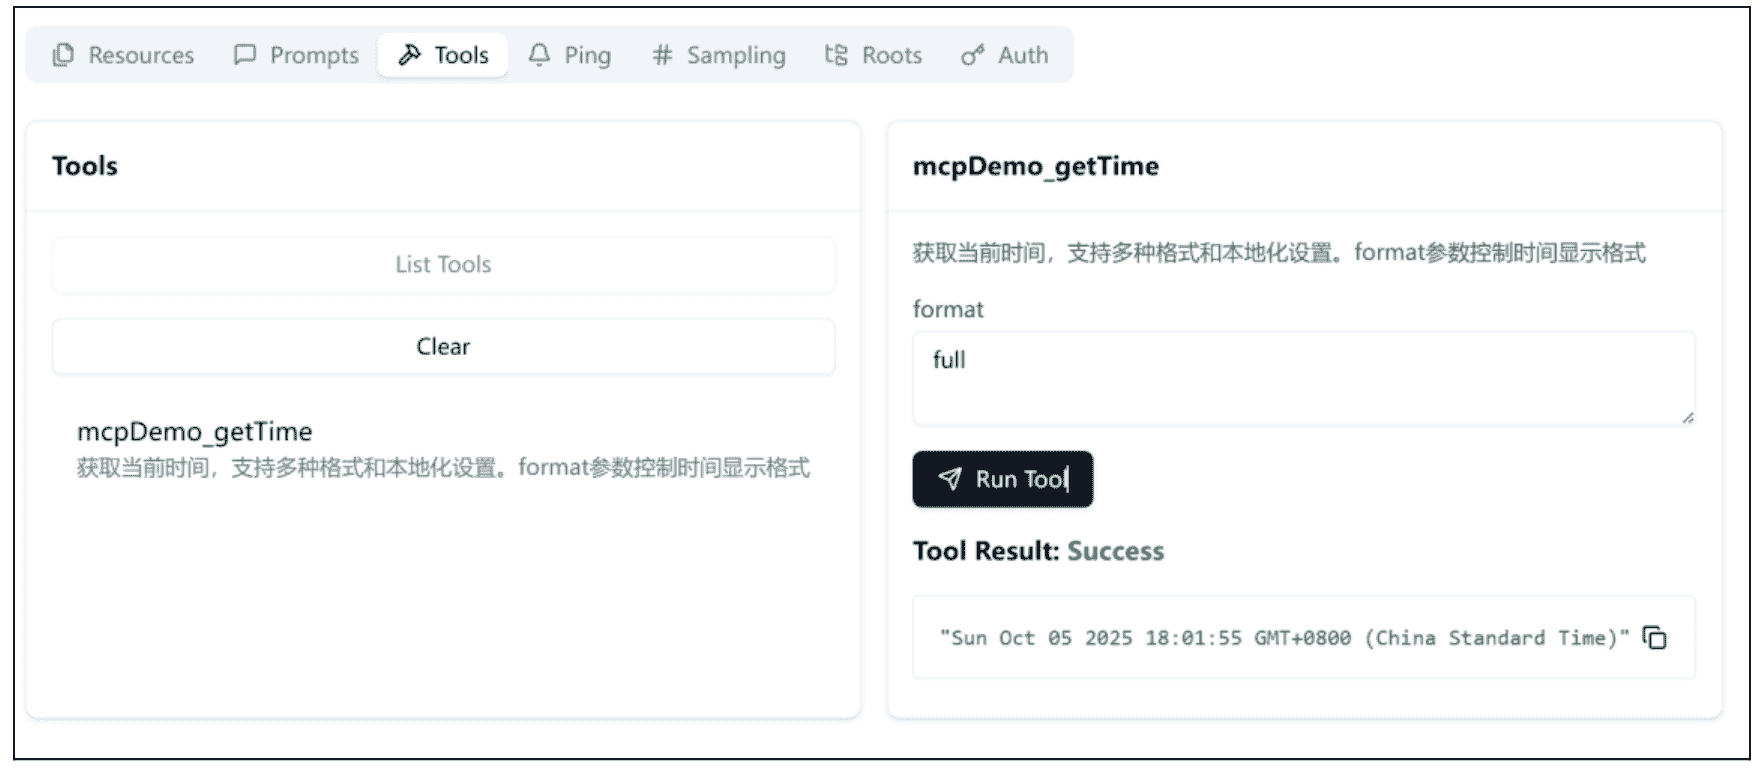 Resources Prompts Tools Ping Sampling Roots Auth
Tools
List Tools
Clear
mcpDemo_getTime
获取当前时间，支持多种格式和本地化设置。format参数控制时间显示格式
mcpDemo_getTime
获取当前时间，支持多种格式和本地化设置。format参数控制时间显示格式
format
full
Run Tool
Tool Result: Success
"Sun Oct 05 2025 18:01:55 GMT+0800 (China Standard Time)"